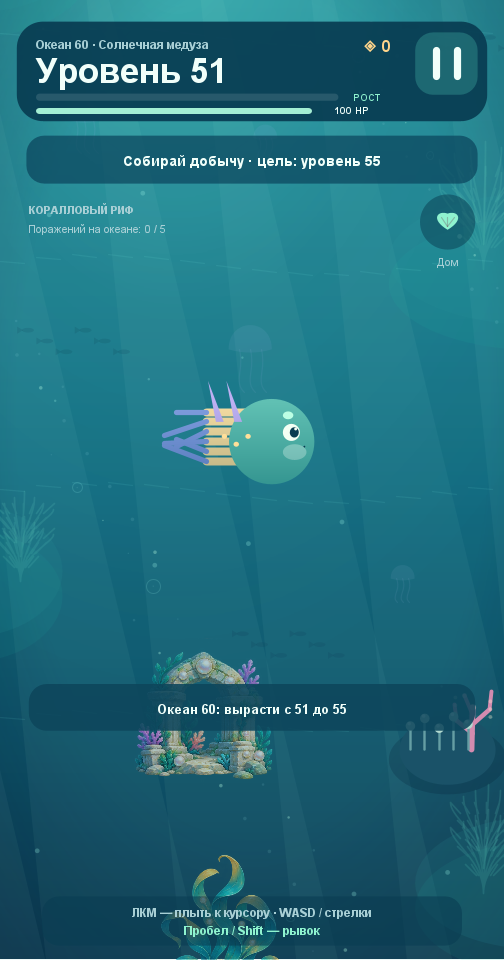 Океан 60 · Солнечная медуза
0
Уровень 51
РОСТ
100 HP
Собирай добычу · цель: уровень 55
КОРАЛЛОВЫЙ РИФ
Поражений на океане: 0 / 5
Дом
Океан 60: вырасти с 51 до 55
ЛКМ — плыть к курсору · WASD / стрелки
Пробел / Shift — рывок